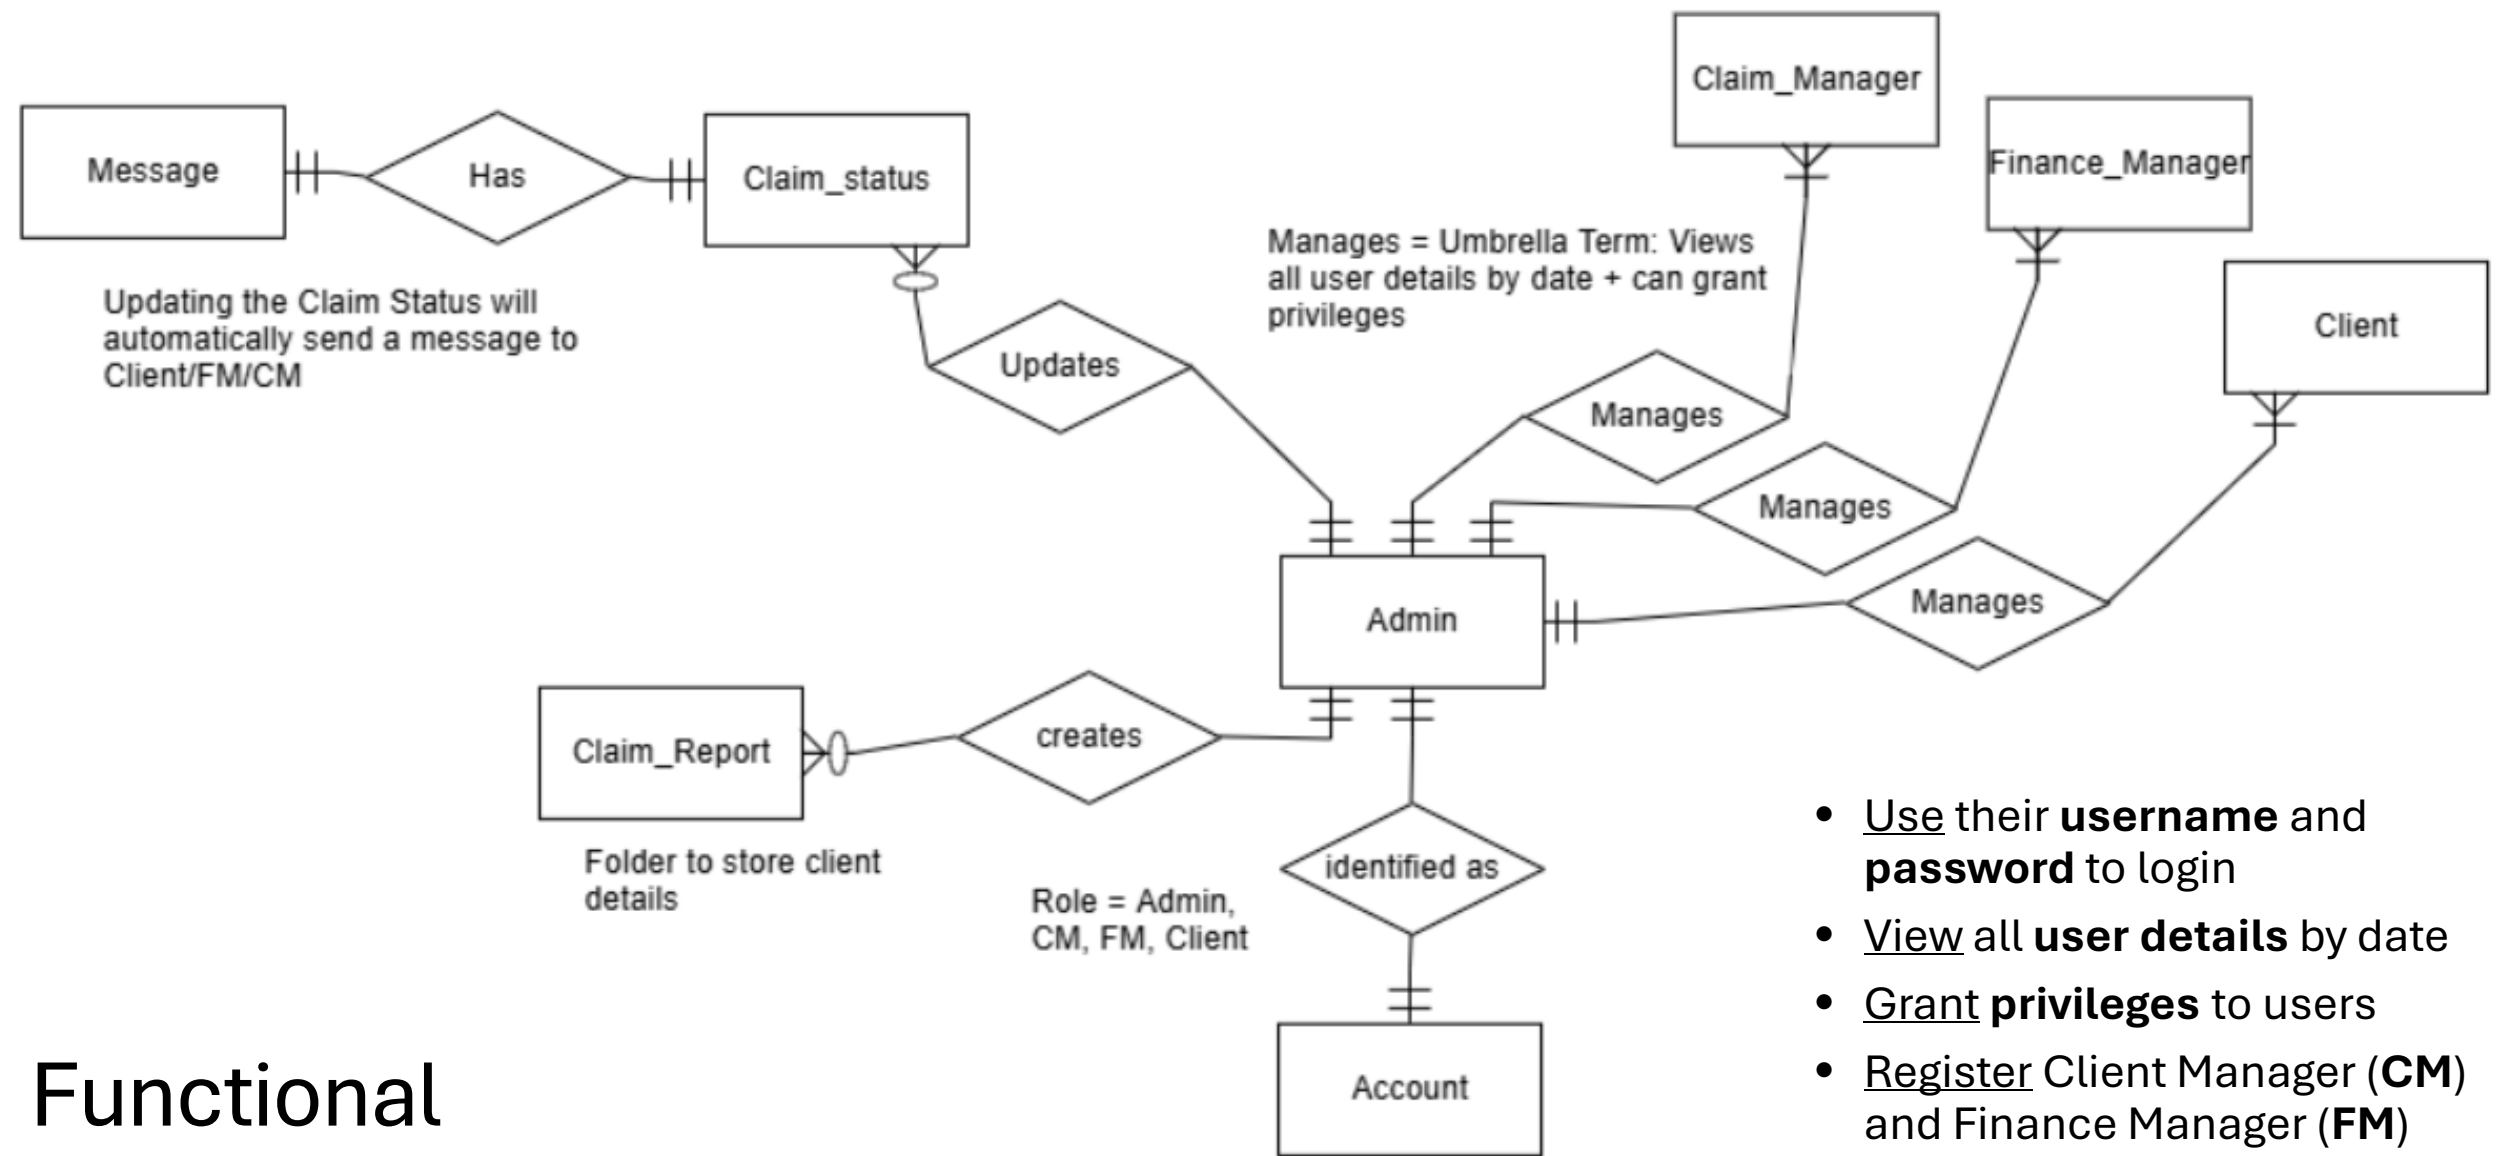 Claim_Manager
Finance_Manager
Message
Has
Claim_status
Manages = Umbrella Term: Views
all user details by date + can grant
privileges
Client
Updating the Claim Status will
automatically send a message to
Client/FM/CM
Updates
Manages
Manages
Manages
Admin
Claim_Report
creates
Folder to store client
details
identified as
Role = Admin,
CM, FM, Client
Account
• Use their username and
password to login
• View all user details by date
• Grant privileges to users
• Register Client Manager (CM)
and Finance Manager (FM)
Functional